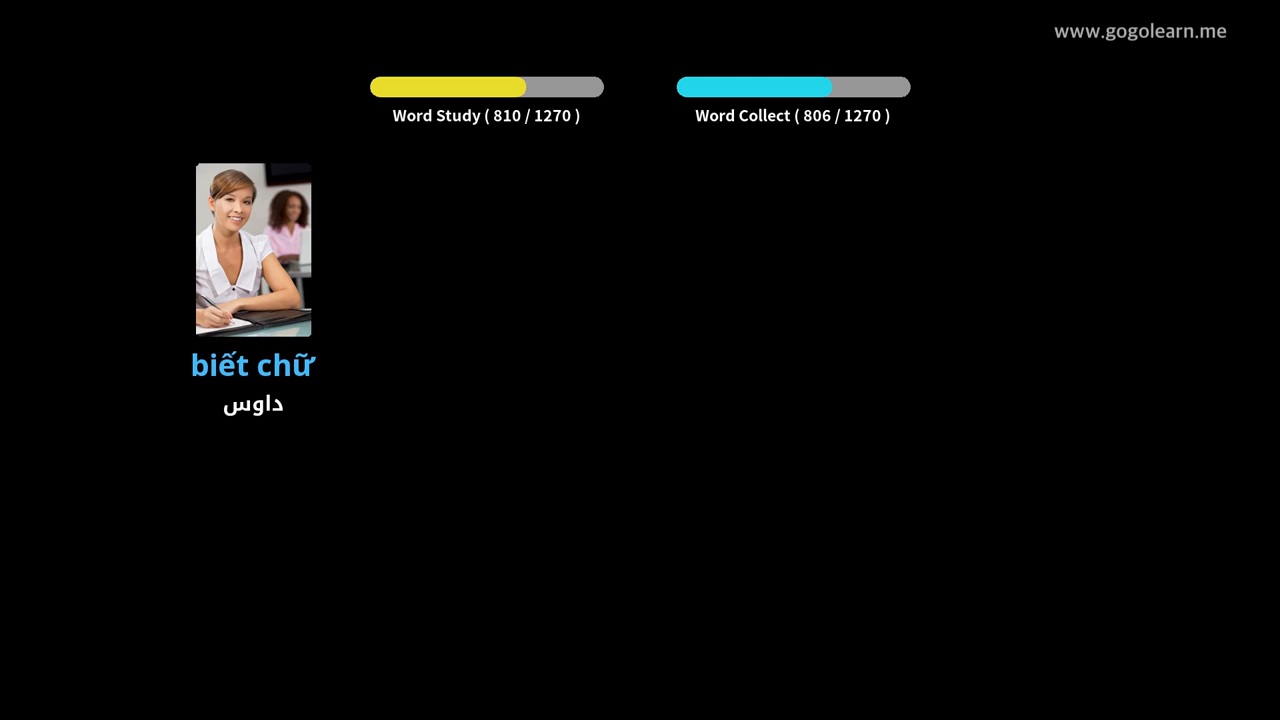 www.gogolearn.me
Word Study ( 810 / 1270 )
Word Collect ( 806 / 1270 )
biết chữ
داوس